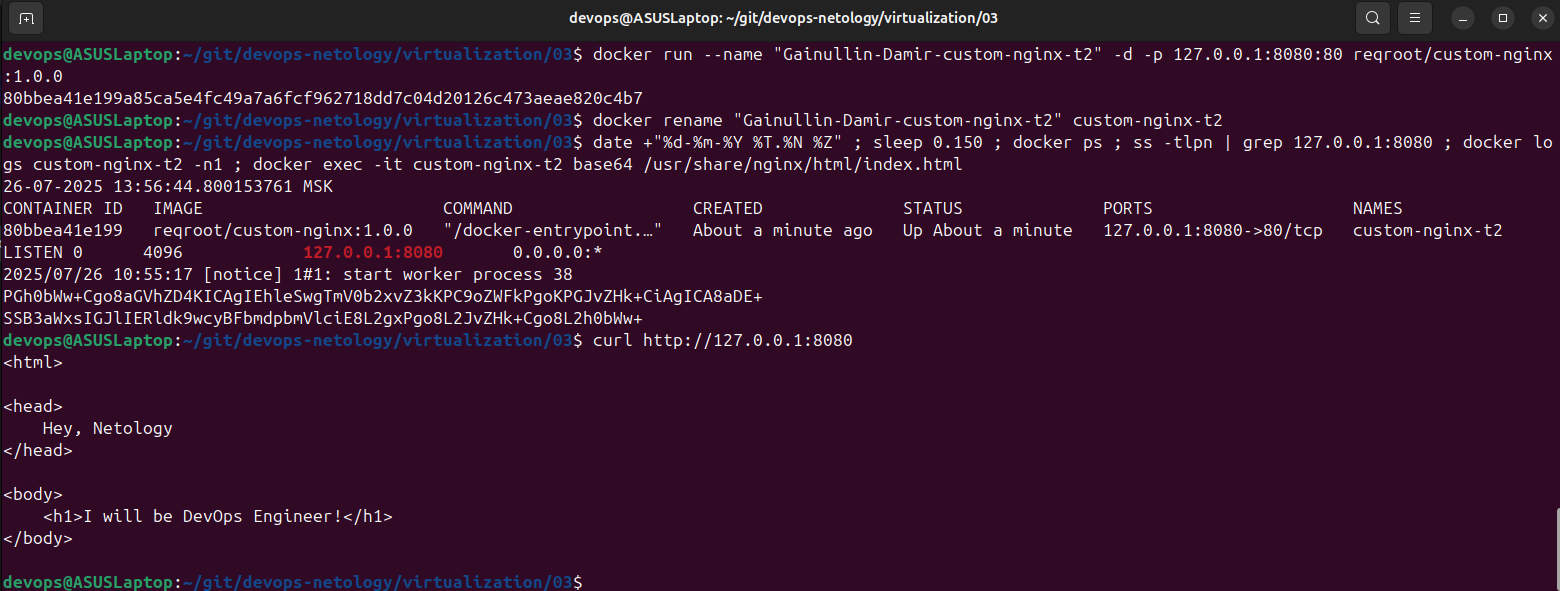 devops@ASUSLaptop: ~/git/devops-netology/virtualization/03
devops@ASUSLaptop:~/git/devops-netology/virtualization/03$ docker run --name "Gainullin-Damir-custom-nginx-t2" -d -p 127.0.0.1:8080:80 reqroot/custom-nginx
:1.0.0
80bbea41e199a85ca5e4fc49a7a6fcf962718dd7c04d20126c473aeae820c4b7
devops@ASUSLaptop:~/git/devops-netology/virtualization/03$ docker rename "Gainullin-Damir-custom-nginx-t2" custom-nginx-t2
devops@ASUSLaptop:~/git/devops-netology/virtualization/03$ date +"%d-%m-%Y %T.%N %Z" ; sleep 0.150 ; docker ps ; ss -tlpn | grep 127.0.0.1:8080 ; docker lo
gs custom-nginx-t2 -n1 ; docker exec -it custom-nginx-t2 base64 /usr/share/nginx/html/index.html
26-07-2025 13:56:44.800153761 MSK
CONTAINER ID   IMAGE                        COMMAND                  CREATED              STATUS              PORTS                    NAMES
80bbea41e199   reqroot/custom-nginx:1.0.0   "/docker-entrypoint.…"   About a minute ago   Up About a minute   127.0.0.1:8080->80/tcp   custom-nginx-t2
LISTEN 0      4096            127.0.0.1:8080       0.0.0.0:*
2025/07/26 10:55:17 [notice] 1#1: start worker process 38
PGh0bWw+Cgo8aGVhZD4KICAgIEhleSwgTmV0b2xvZ3kKPC9oZWFkPgoKPGJvZHk+CiAgICA8aDE+
SSB3aWxsIGJlIERldk9wcyBFbmdpbmVlciE8L2gxPgo8L2JvZHk+Cgo8L2h0bWw+
devops@ASUSLaptop:~/git/devops-netology/virtualization/03$ curl http://127.0.0.1:8080
<html>
<head>
    Hey, Netology
</head>
<body>
    <h1>I will be DevOps Engineer!</h1>
</body>
devops@ASUSLaptop:~/git/devops-netology/virtualization/03$